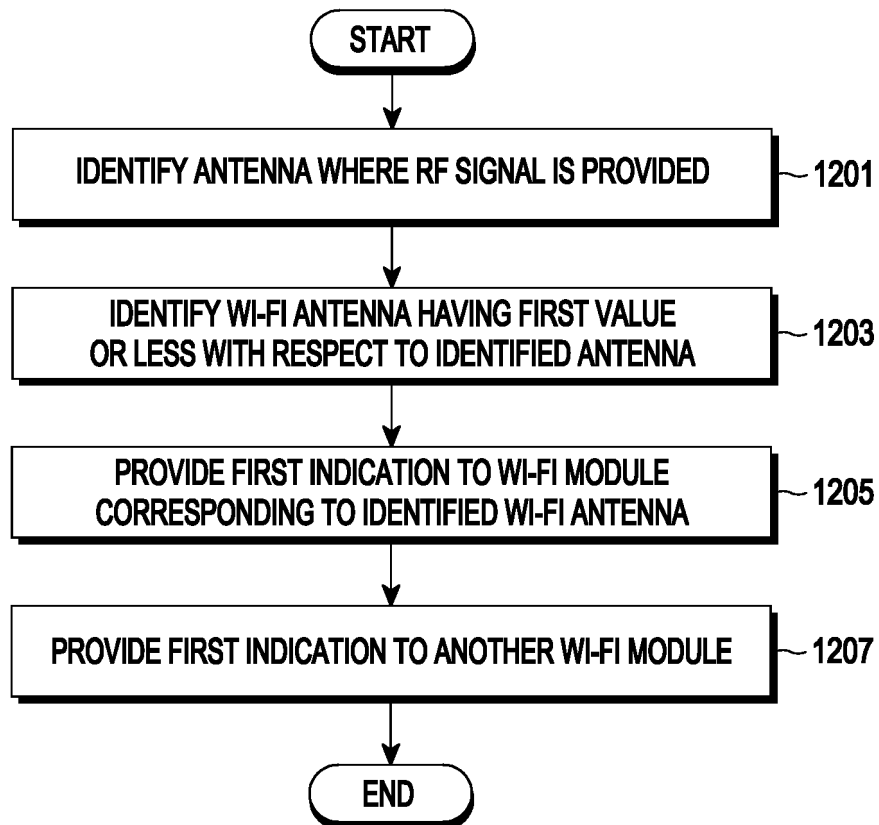 START
IDENTIFY ANTENNA WHERE RF SIGNAL IS PROVIDED
1201
IDENTIFY WI-FI ANTENNA HAVING FIRST VALUE
OR LESS WITH RESPECT TO IDENTIFIED ANTENNA
1203
PROVIDE FIRST INDICATION TO WI-FI MODULE
CORRESPONDING TO IDENTIFIED WI-FI ANTENNA
1205
PROVIDE FIRST INDICATION TO ANOTHER WI-FI MODULE
1207
END